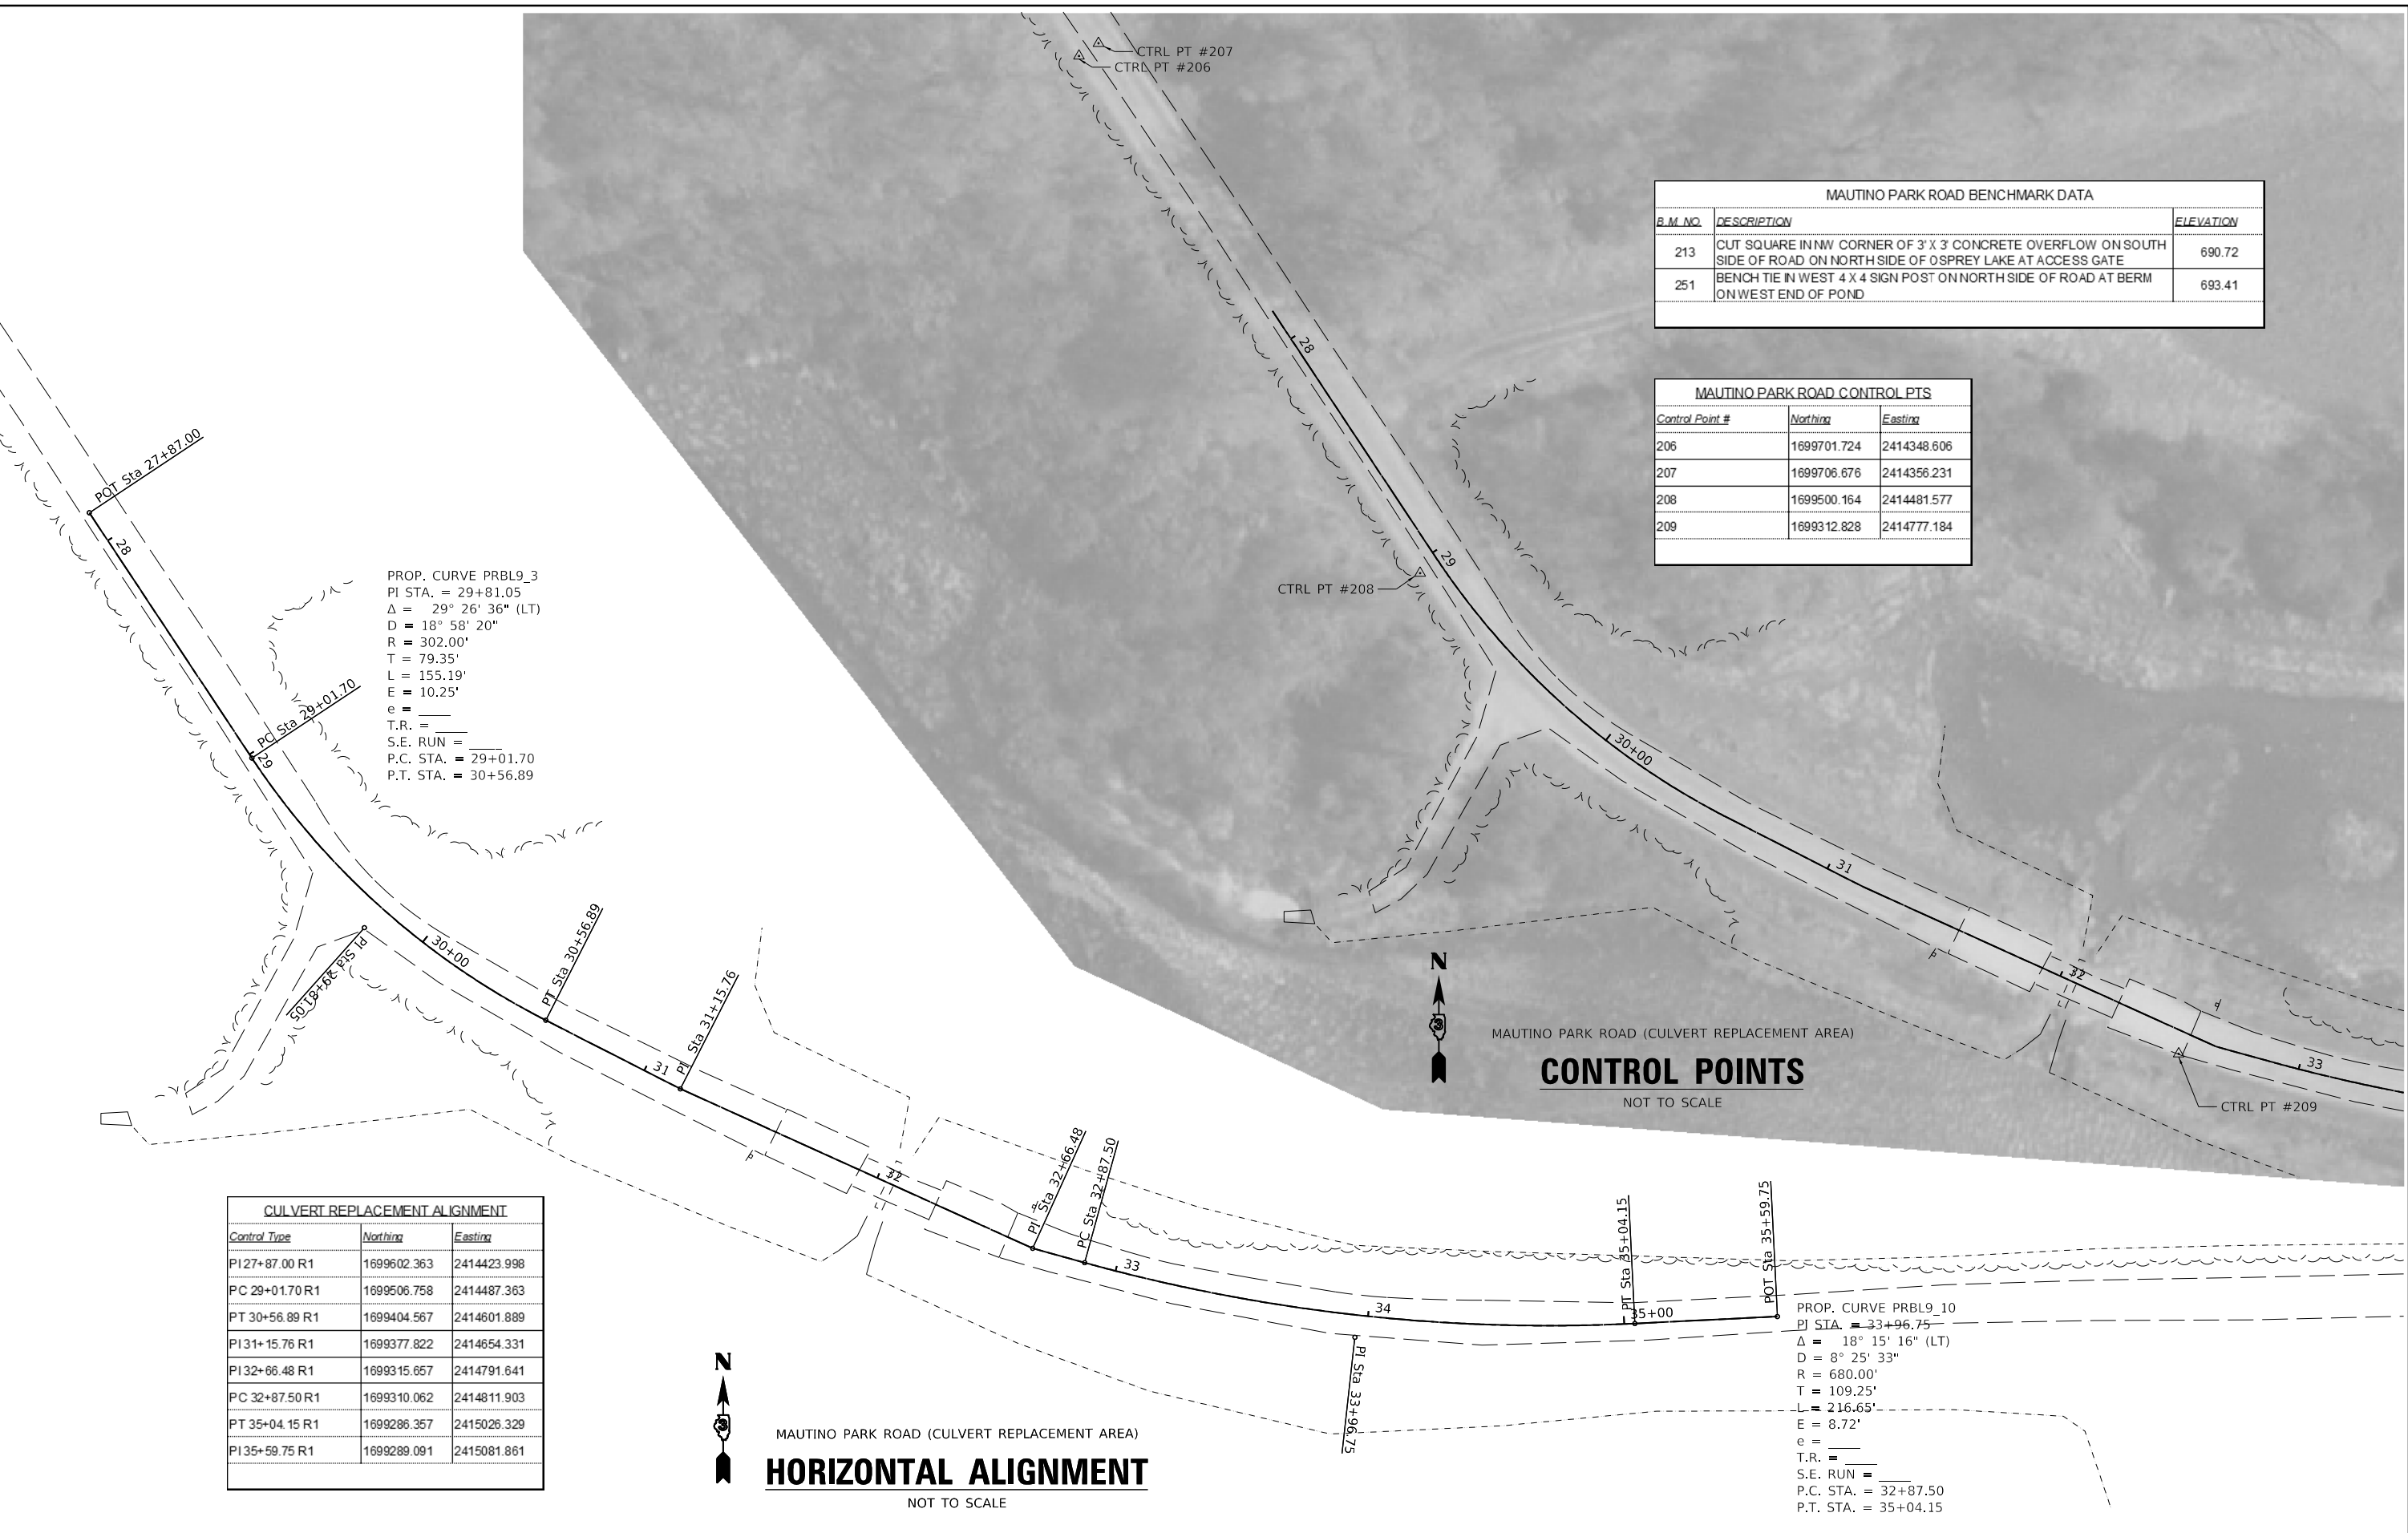 CTRL PT #207
CTRL PT #206
MAUTINO PARK ROAD BENCHMARK DATA
B.M. NO. DESCRIPTION ELEVATION
213 CUT SQUARE IN NW CORNER OF 3' X 3' CONCRETE OVERFLOW ON SOUTH SIDE OF ROAD ON NORTH SIDE OF OSPREY LAKE AT ACCESS GATE 690.72
251 BENCH TIE IN WEST 4 X 4 SIGN POST ON NORTH SIDE OF ROAD AT BERM ON WEST END OF POND 693.41
28
MAUTINO PARK ROAD CONTROL PTS
Control Point # Northing Easting
206 1699701.724 2414348.606
207 1699706.676 2414356.231
208 1699500.164 2414481.577
209 1699312.828 2414777.184
29
CTRL PT #208
30+00
31
32
33
CTRL PT #209
N
3
MAUTINO PARK ROAD (CULVERT REPLACEMENT AREA)
CONTROL POINTS
NOT TO SCALE
POT Sta 27+87.00
28
PROP. CURVE PRBL9_3
PI STA. = 29+81.05
Δ = 29° 26' 36" (LT)
D = 18° 58' 20"
R = 302.00'
T = 79.35'
L = 155.19'
E = 10.25'
e = ____
T.R. = ____
S.E. RUN = ____
P.C. STA. = 29+01.70
P.T. STA. = 30+56.89
PC Sta 29+01.70
29
PI Sta 29+81.05
30+00
PT Sta 30+56.89
31
PI Sta 31+15.76
32
PI Sta 32+66.48
PC Sta 32+87.50
33
34
PI Sta 33+96.75
PT Sta 35+04.15
35+00
POT Sta 35+59.75
PROP. CURVE PRBL9_10
PI STA. = 33+96.75
Δ = 18° 15' 16" (LT)
D = 8° 25' 33"
R = 680.00'
T = 109.25'
L = 216.65'
E = 8.72'
e = ____
T.R. = ____
S.E. RUN = ____
P.C. STA. = 32+87.50
P.T. STA. = 35+04.15
CULVERT REPLACEMENT ALIGNMENT
Control Type Northing Easting
PI 27+87.00 R1 1699602.363 2414423.998
PC 29+01.70 R1 1699506.758 2414487.363
PT 30+56.89 R1 1699404.567 2414601.889
PI 31+15.76 R1 1699377.822 2414654.331
PI 32+66.48 R1 1699315.657 2414791.641
PC 32+87.50 R1 1699310.062 2414811.903
PT 35+04.15 R1 1699286.357 2415026.329
PI 35+59.75 R1 1699289.091 2415081.861
N
3
MAUTINO PARK ROAD (CULVERT REPLACEMENT AREA)
HORIZONTAL ALIGNMENT
NOT TO SCALE